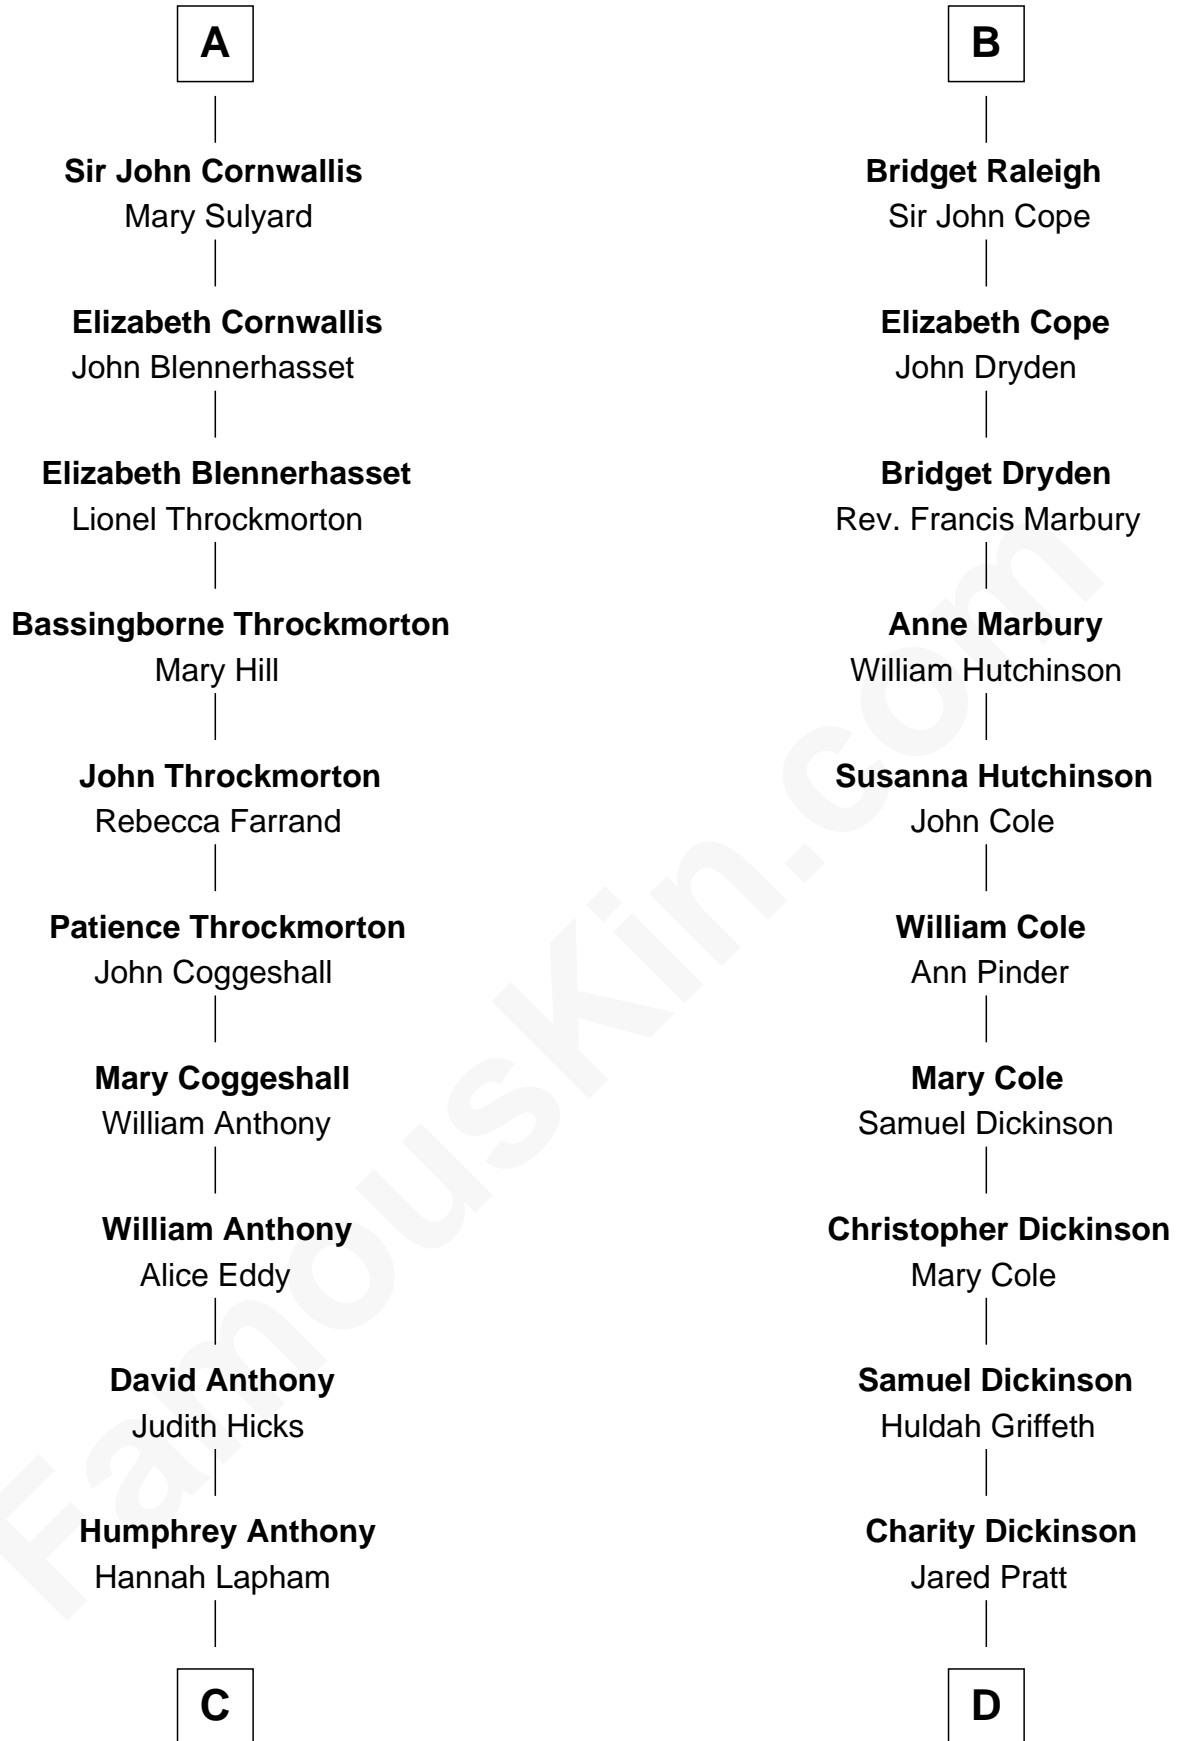 A
Sir John Cornwallis
Mary Sulyard
Elizabeth Cornwallis
John Blennerhasset
Elizabeth Blennerhasset
Lionel Throckmorton
Bassingborne Throckmorton
Mary Hill
John Throckmorton
Rebecca Farrand
Patience Throckmorton
John Coggeshall
Mary Coggeshall
William Anthony
William Anthony
Alice Eddy
David Anthony
Judith Hicks
Humphrey Anthony
Hannah Lapham
C
B
Bridget Raleigh
Sir John Cope
Elizabeth Cope
John Dryden
Bridget Dryden
Rev. Francis Marbury
Anne Marbury
William Hutchinson
Susanna Hutchinson
John Cole
William Cole
Ann Pinder
Mary Cole
Samuel Dickinson
Christopher Dickinson
Mary Cole
Samuel Dickinson
Huldah Griffeth
Charity Dickinson
Jared Pratt
D
FamousKin.com